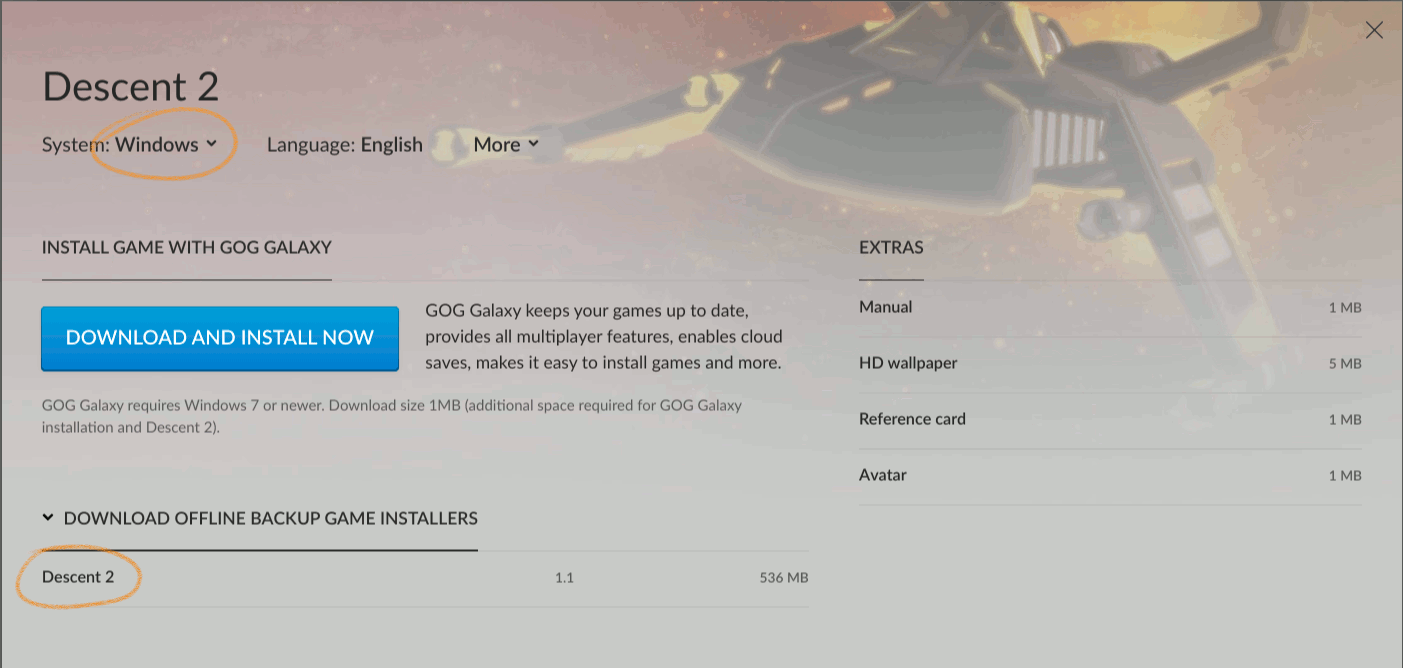 Descent 2
System: Windows Language: English More
INSTALL GAME WITH GOG GALAXY
DOWNLOAD AND INSTALL NOW
GOG Galaxy keeps your games up to date,
provides all multiplayer features, enables cloud
saves, makes it easy to install games and more.
GOG Galaxy requires Windows 7 or newer. Download size 1MB (additional space required for GOG Galaxy
installation and Descent 2).
DOWNLOAD OFFLINE BACKUP GAME INSTALLERS
Descent 2 1.1 536 MB
EXTRAS
Manual 1 MB
HD wallpaper 5 MB
Reference card 1 MB
Avatar 1 MB